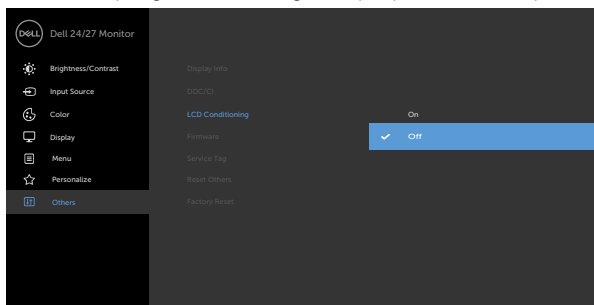 DELL Dell 24/27 Monitor
Brightness/Contrast
Input Source
Color
Display
Menu
Personalize
Others
Display Info
DDC/CI
LCD Conditioning
Firmware
Service Tag
Reset Others
Factory Reset
On
Off